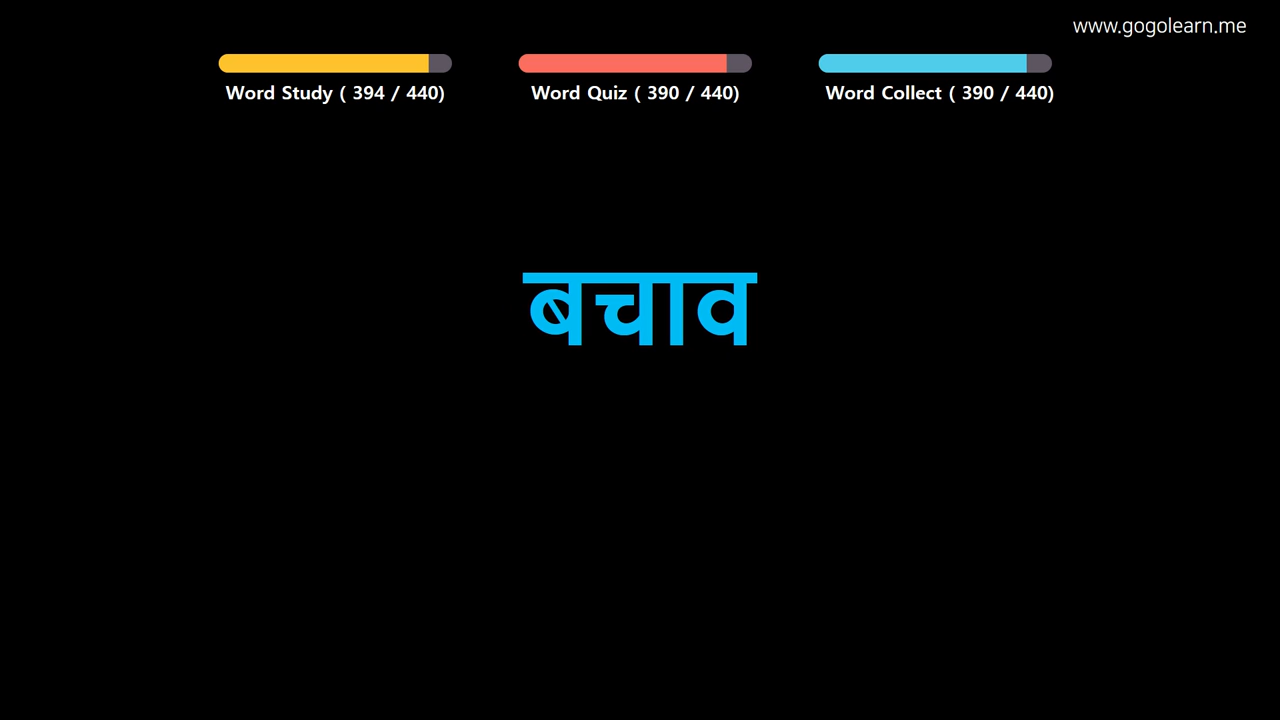 www.gogolearn.me
Word Study ( 394 / 440)
Word Quiz ( 390 / 440)
Word Collect ( 390 / 440)
बचाव